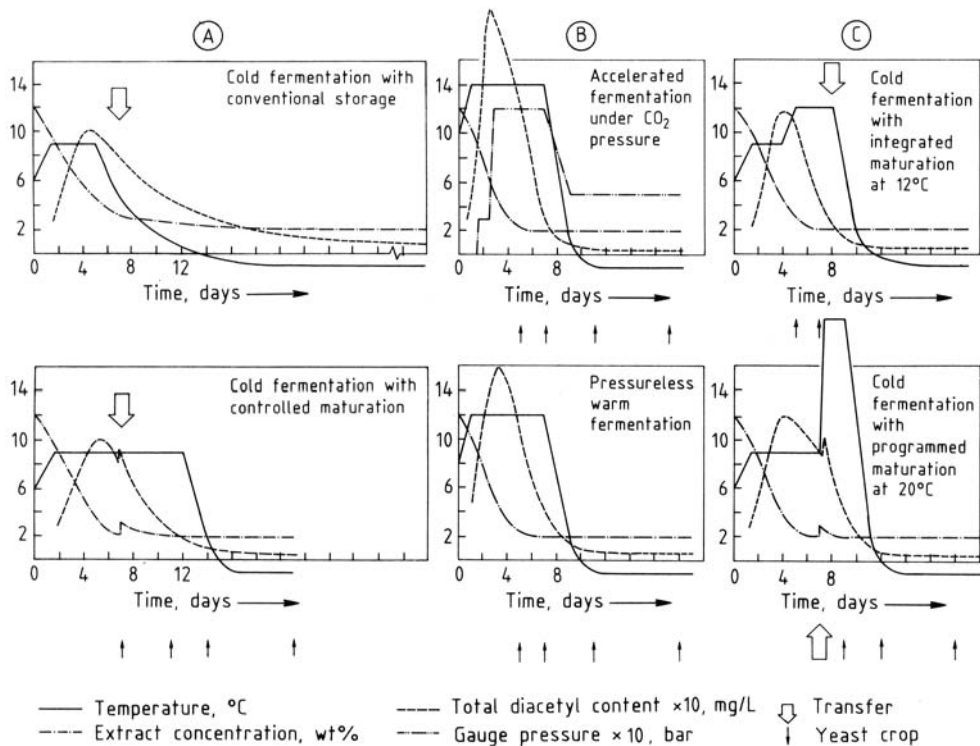 A
B
C
Cold fermentation with
conventional storage
14
10
6
2
0 4 8 12
Time, days
Accelerated
fermentation
under CO₂
pressure
14
10
6
2
0 4 8
Time, days
Cold
fermentation
with
integrated
maturation
at 12°C
14
10
6
2
0 4 8
Time, days
Cold fermentation with
controlled maturation
14
10
6
2
0 4 8 12
Time, days
Pressureless
warm
fermentation
14
10
6
2
0 4 8
Time, days
Cold
fermentation
with
programmed
maturation
at 20°C
14
10
6
2
0 4 8
Time, days
Temperature, °C
Extract concentration, wt%
Total diacetyl content ×10, mg/L
Gauge pressure ×10, bar
Transfer
Yeast crop